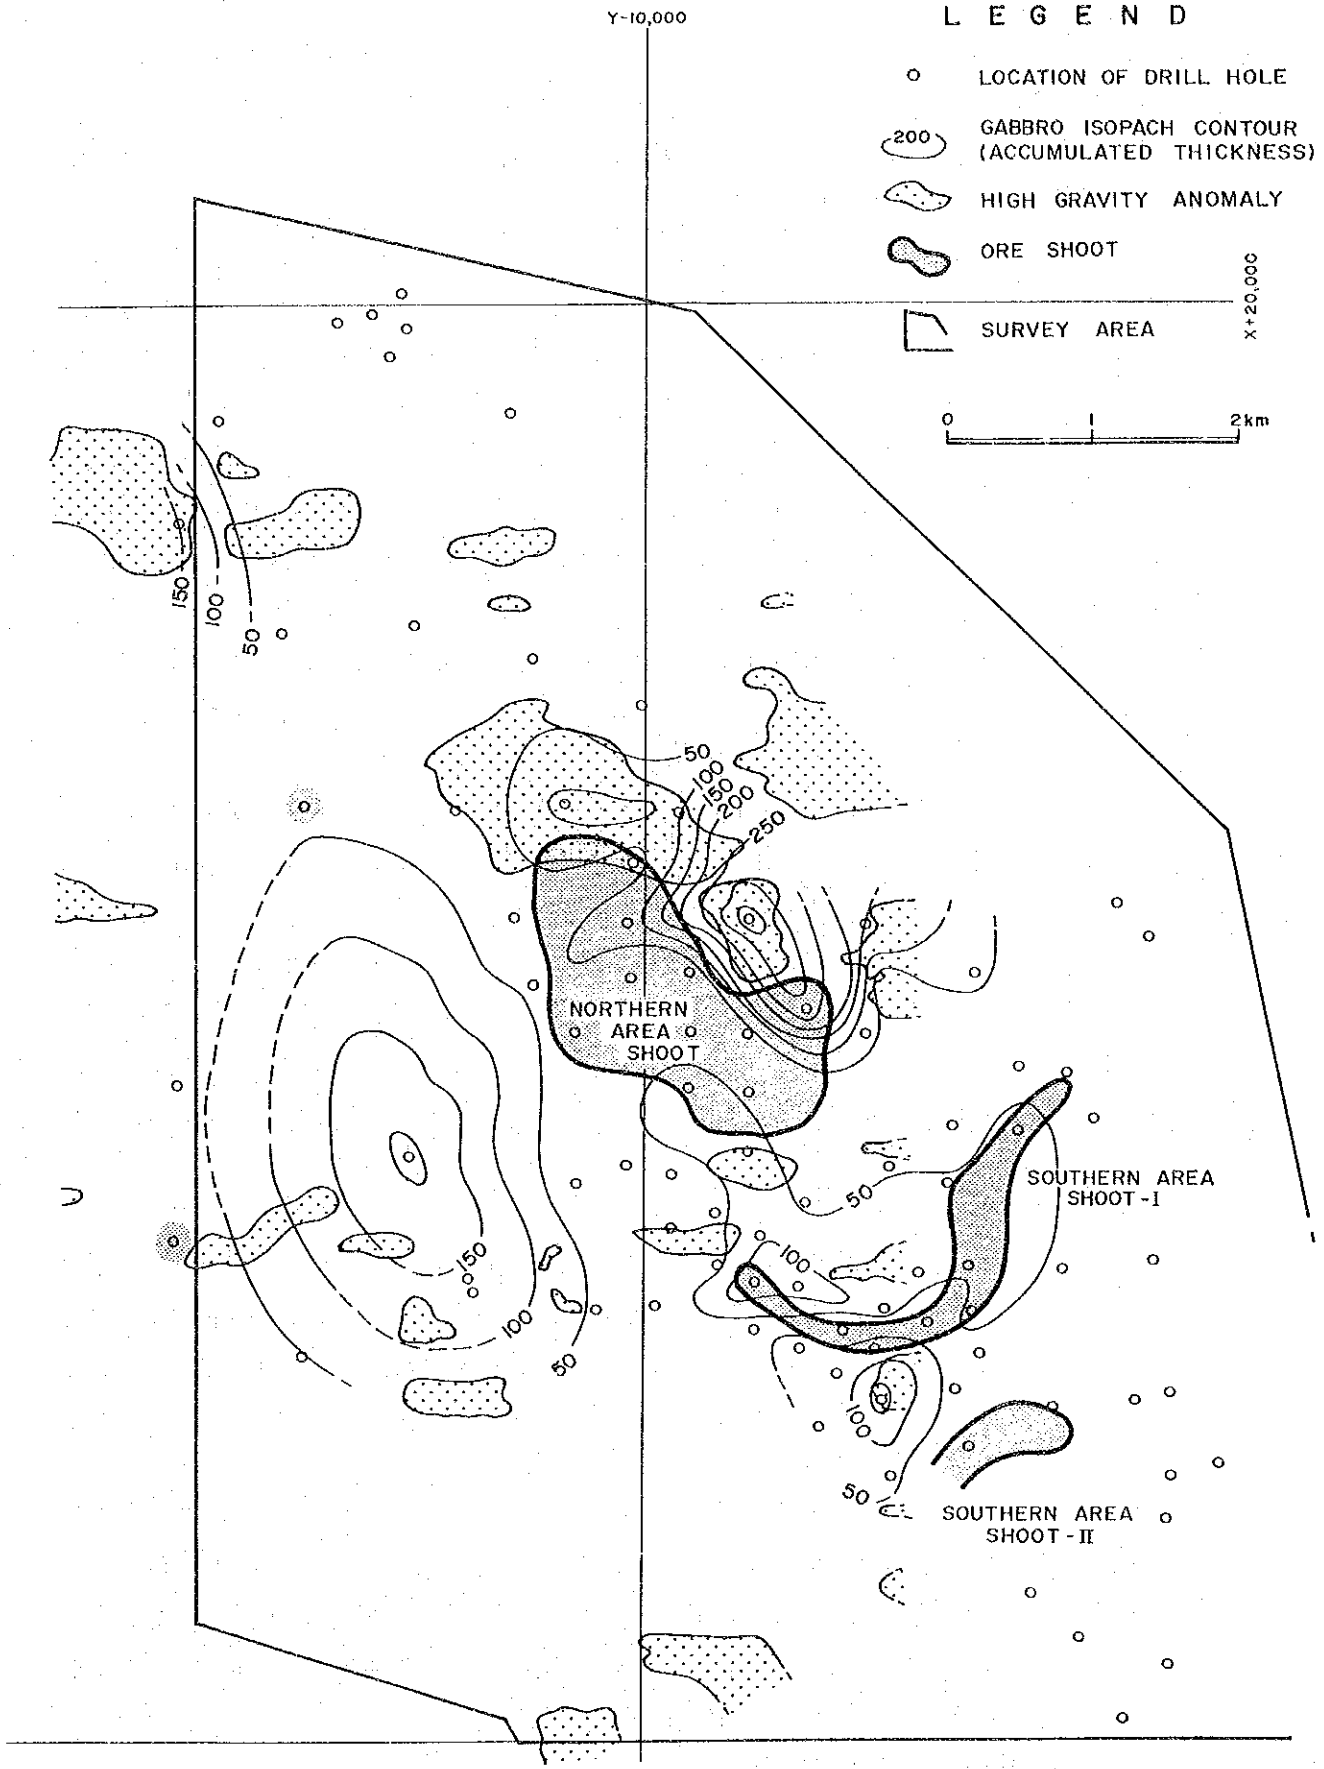 Y-10,000
L E G E N D
LOCATION OF DRILL HOLE
200
GABBRO ISOPACH CONTOUR
(ACCUMULATED THICKNESS)
HIGH GRAVITY ANOMALY
ORE SHOOT
X+20,000
SURVEY AREA
0 1 2km
150
100
50
50
100
150
200
250
NORTHERN
AREA
SHOOT
SOUTHERN AREA
SHOOT-I
50
100
150
100
50
100
50
SOUTHERN AREA
SHOOT-II